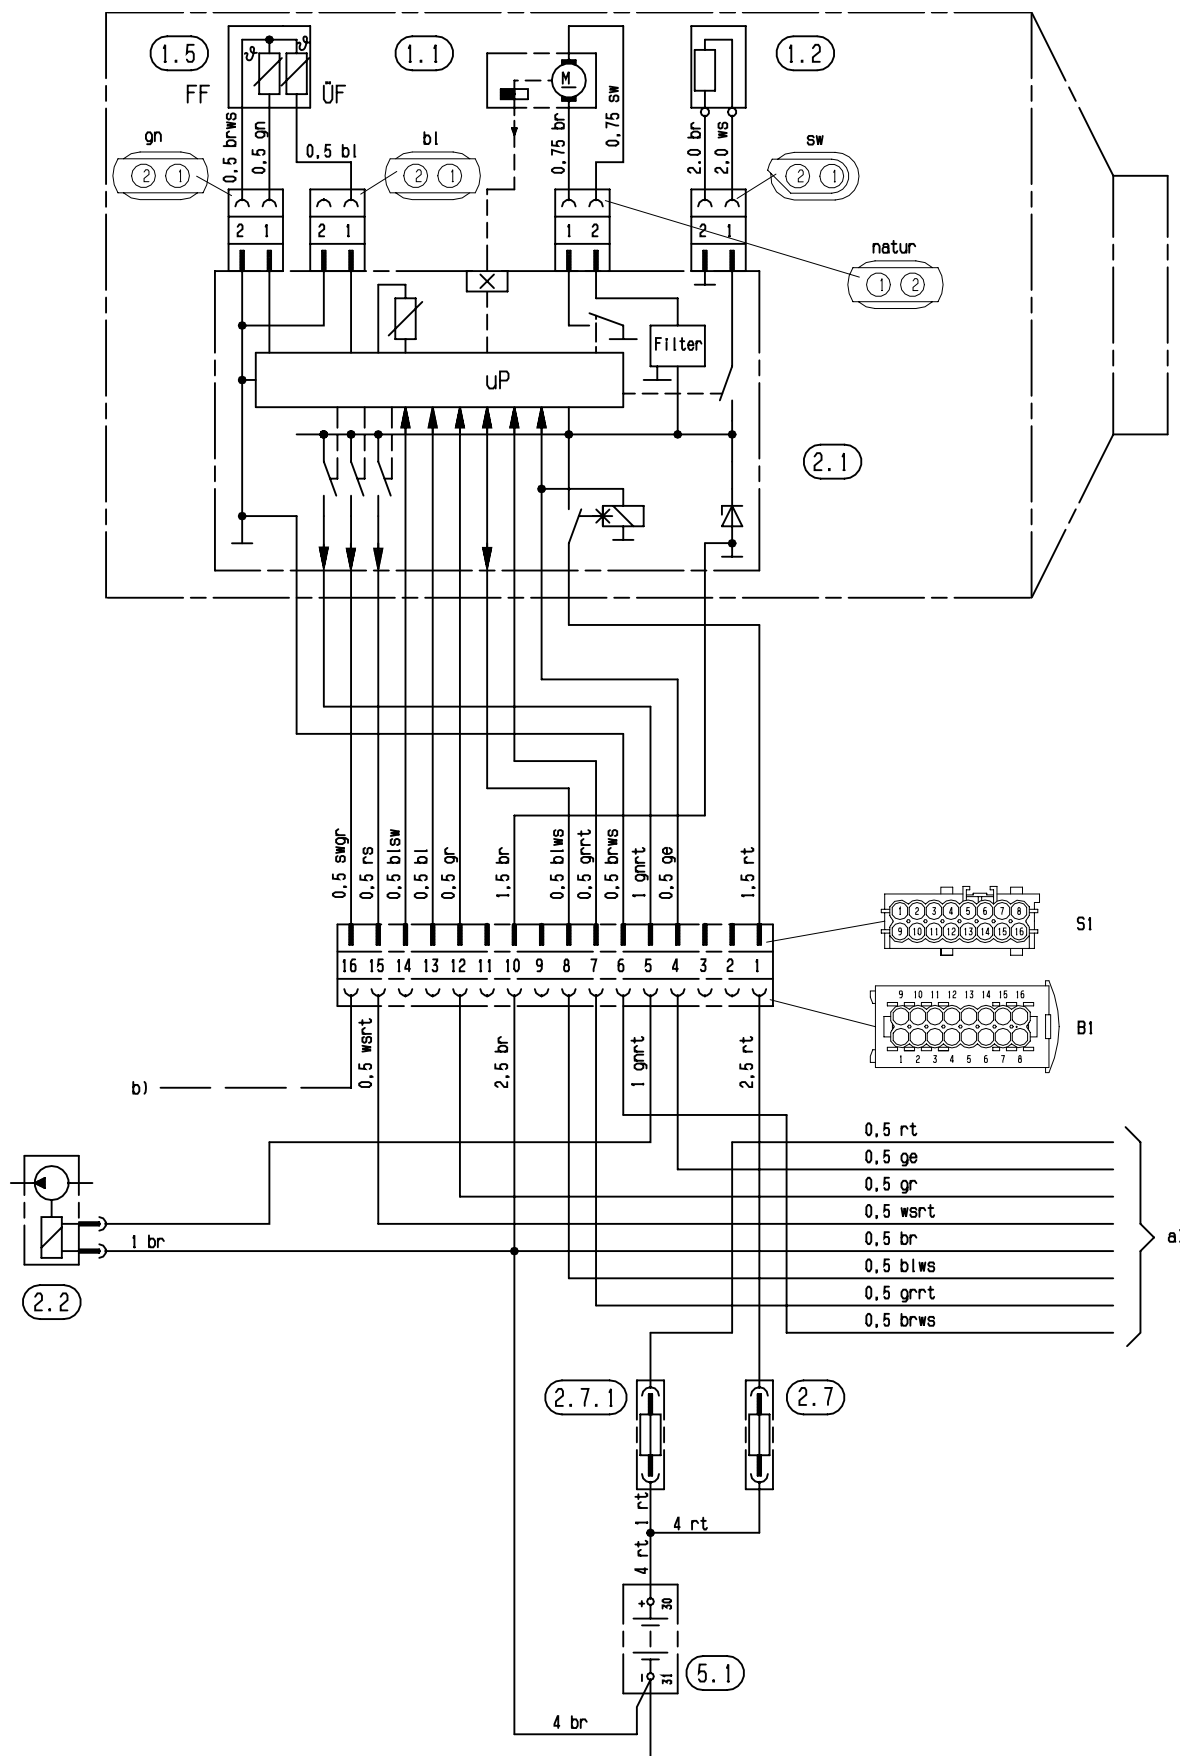 1.5
1.1
1.2
FF
ÜF
M
gn
0,5 brws
0,5 gn
0,5 bl
bl
0,75 br
0,75 sw
2.0 br
2,0 ws
sw
2 1
2 1
2 1
natur
1 2
2 1
2 1
1 2
2 1
Filter
uP
2.1
0,5 swgr
0,5 rs
0,5 blsw
0,5 bl
0,5 gr
1,5 br
0,5 blws
0,5 grrt
0,5 brws
1 gnrt
0,5 ge
1,5 rt
1 2 3 4 5 6 7 8
9 10 11 12 13 14 15 16
S1
16 15 14 13 12 11 10 9 8 7 6 5 4 3 2 1
9 10 11 12 13 14 15 16
1 2 3 4 5 6 7 8
B1
0,5 wsrt
2,5 br
1 gnrt
2,5 rt
b)
0,5 rt
0,5 ge
0,5 gr
0,5 wsrt
0,5 br
0,5 blws
0,5 grrt
0,5 brws
a)
1 br
2.2
2.7.1
2.7
1 rt
4 rt
4 rt
+ 30
- 31
5.1
4 br